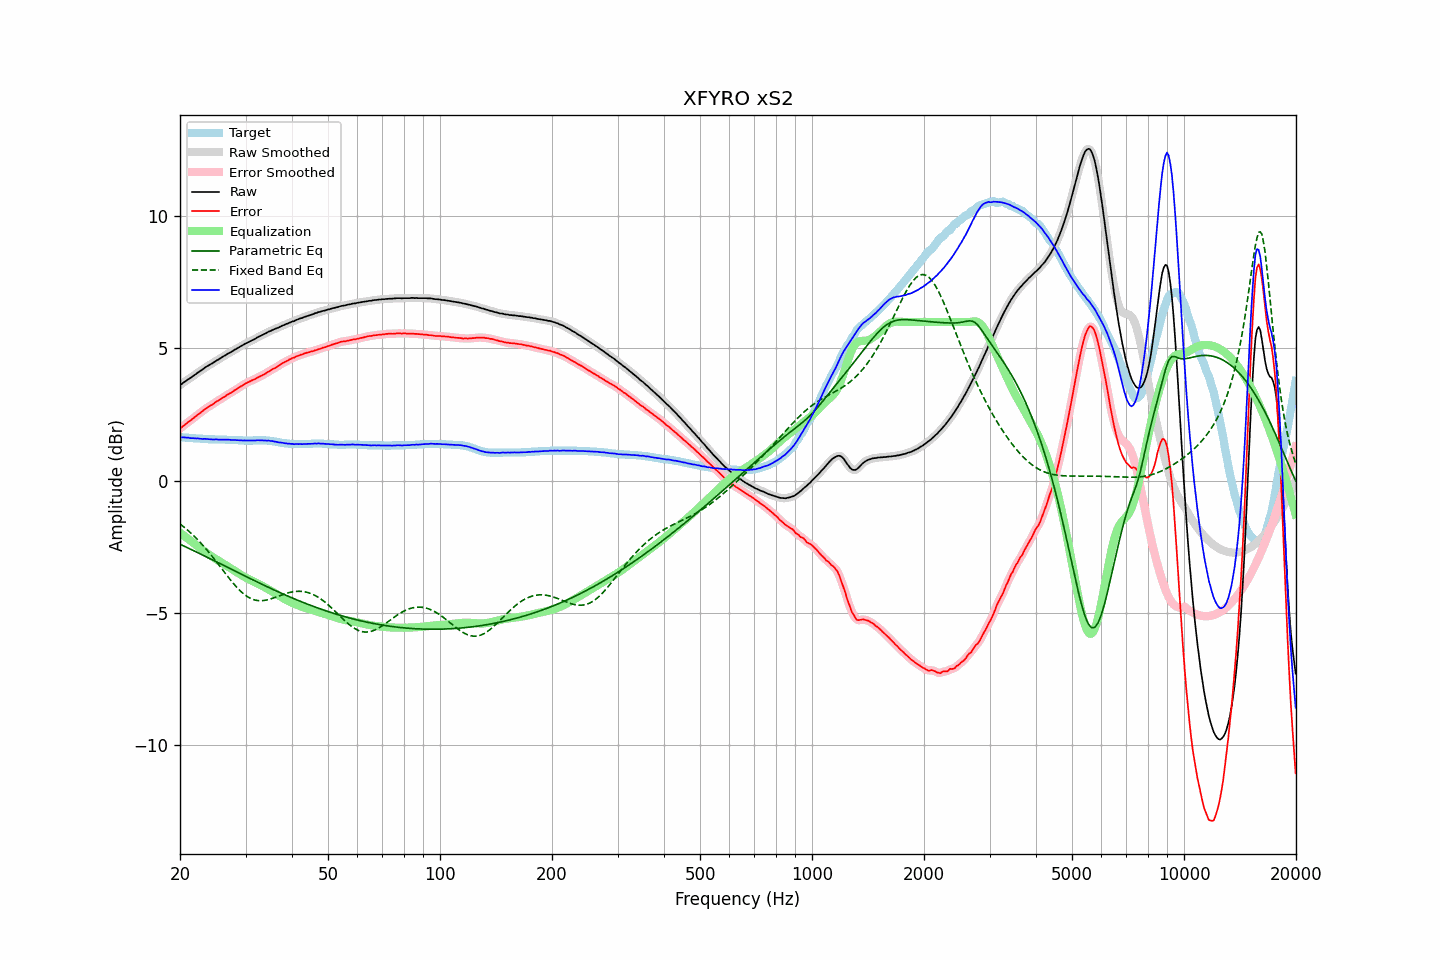 XFYRO xS2
Target
Raw Smoothed
Error Smoothed
Raw
Error
Equalization
Parametric Eq
Fixed Band Eq
Equalized
Amplitude (dBr)
10
5
0
−5
−10
20
50
100
200
500
1000
2000
5000
10000
20000
Frequency (Hz)